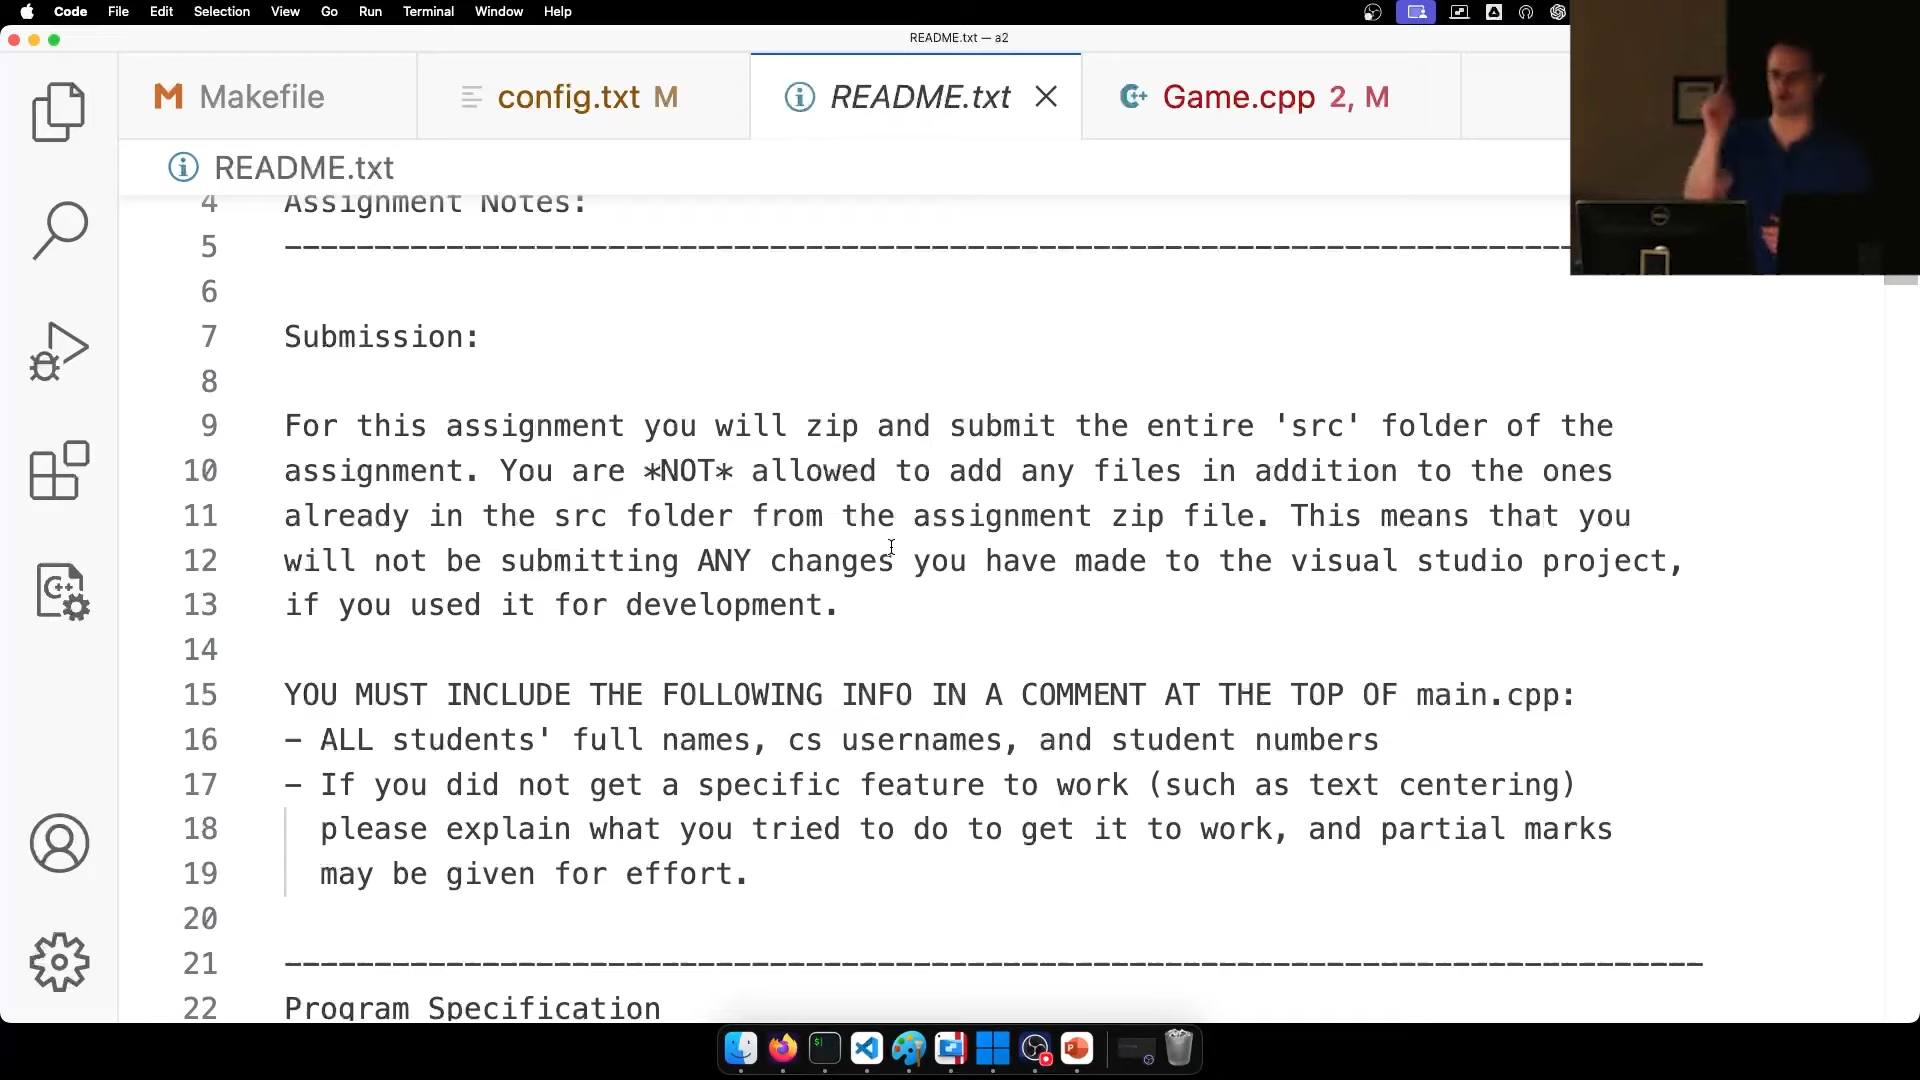 Code File Edit Selection View Go Run Terminal Window Help
README.txt — a2
Makefile
config.txt M
README.txt
Game.cpp 2, M
README.txt
4 Assignment Notes:
5 -------------------------------------------------------------------------------
6
7 Submission:
8
9 For this assignment you will zip and submit the entire 'src' folder of the
10 assignment. You are *NOT* allowed to add any files in addition to the ones
11 already in the src folder from the assignment zip file. This means that you
12 will not be submitting ANY changes you have made to the visual studio project,
13 if you used it for development.
14
15 YOU MUST INCLUDE THE FOLLOWING INFO IN A COMMENT AT THE TOP OF main.cpp:
16 - ALL students' full names, cs usernames, and student numbers
17 - If you did not get a specific feature to work (such as text centering)
18 please explain what you tried to do to get it to work, and partial marks
19 may be given for effort.
20
21 -------------------------------------------------------------------------------
22 Program Specification